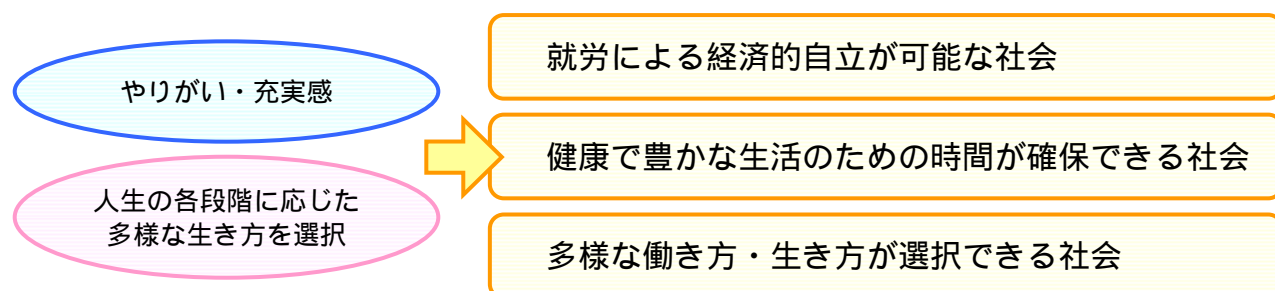 やりがい・充実感
人生の各段階に応じた
多様な生き方を選択
就労による経済的自立が可能な社会
健康で豊かな生活のための時間が確保できる社会
多様な働き方・生き方が選択できる社会